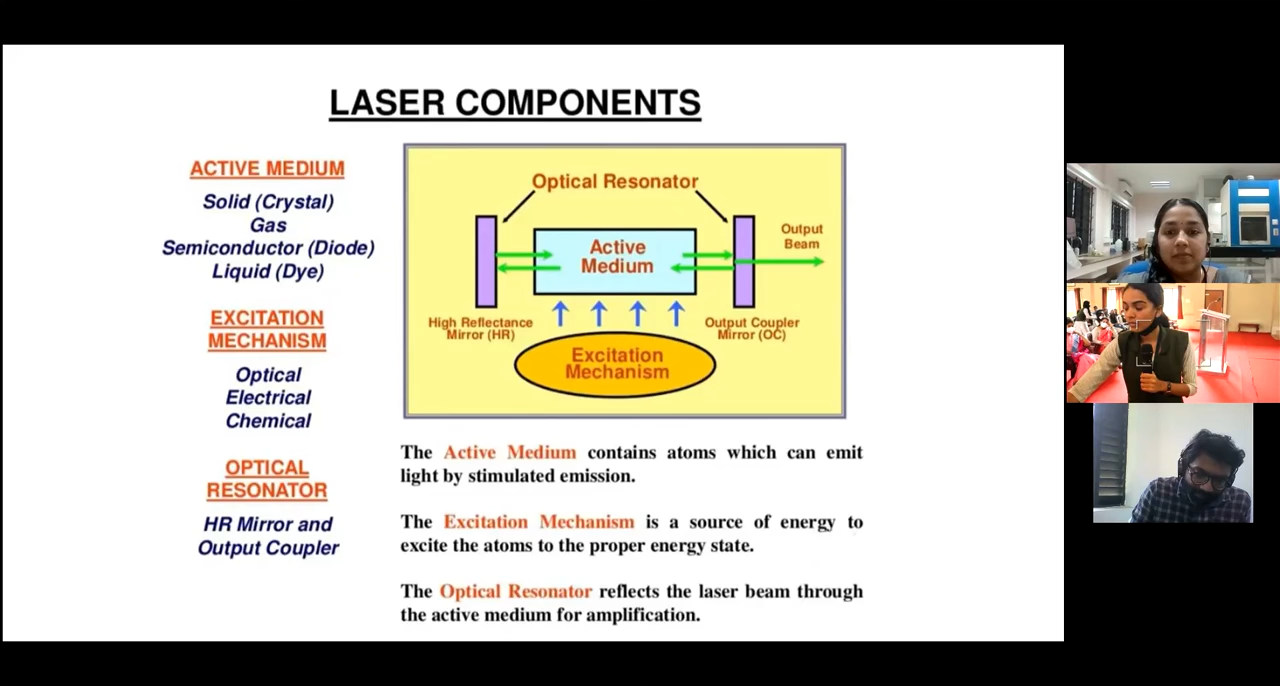 LASER COMPONENTS
ACTIVE MEDIUM
Solid (Crystal)
Gas
Semiconductor (Diode)
Liquid (Dye)
EXCITATION
MECHANISM
Optical
Electrical
Chemical
OPTICAL
RESONATOR
HR Mirror and
Output Coupler
Optical Resonator
Active
Medium
Output
Beam
High Reflectance
Mirror (HR)
Output Coupler
Mirror (OC)
Excitation
Mechanism
The Active Medium contains atoms which can emit
light by stimulated emission.
The Excitation Mechanism is a source of energy to
excite the atoms to the proper energy state.
The Optical Resonator reflects the laser beam through
the active medium for amplification.